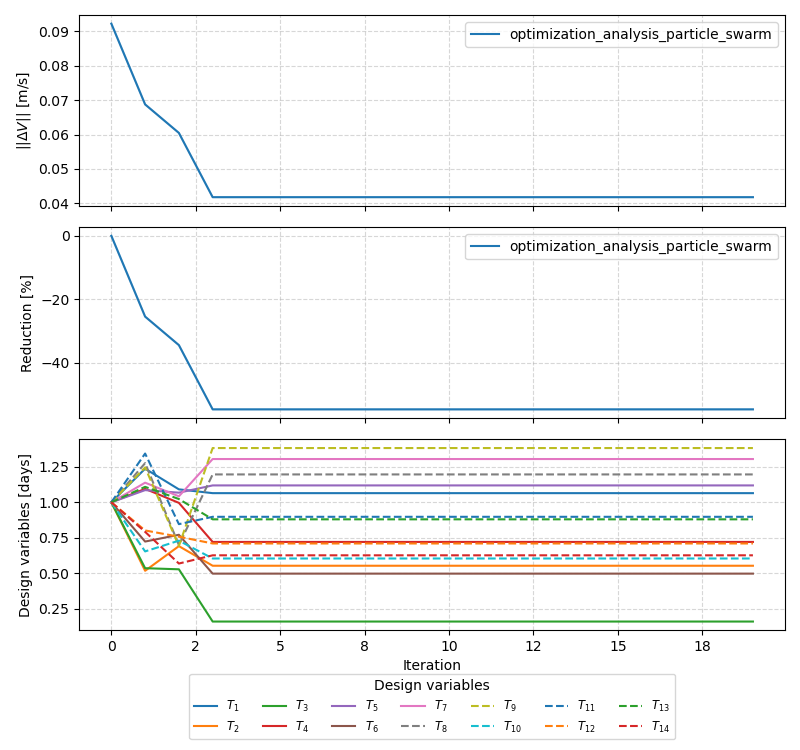 ||ΔV|| [m/s]
0.09
0.08
0.07
0.06
0.05
0.04
optimization_analysis_particle_swarm
Reduction [%]
0
−20
−40
optimization_analysis_particle_swarm
Design variables [days]
1.25
1.00
0.75
0.50
0.25
0 2 5 8 10 12 15 18
Iteration
Design variables
T1 T3 T5 T7 T9 T11 T13
T2 T4 T6 T8 T10 T12 T14